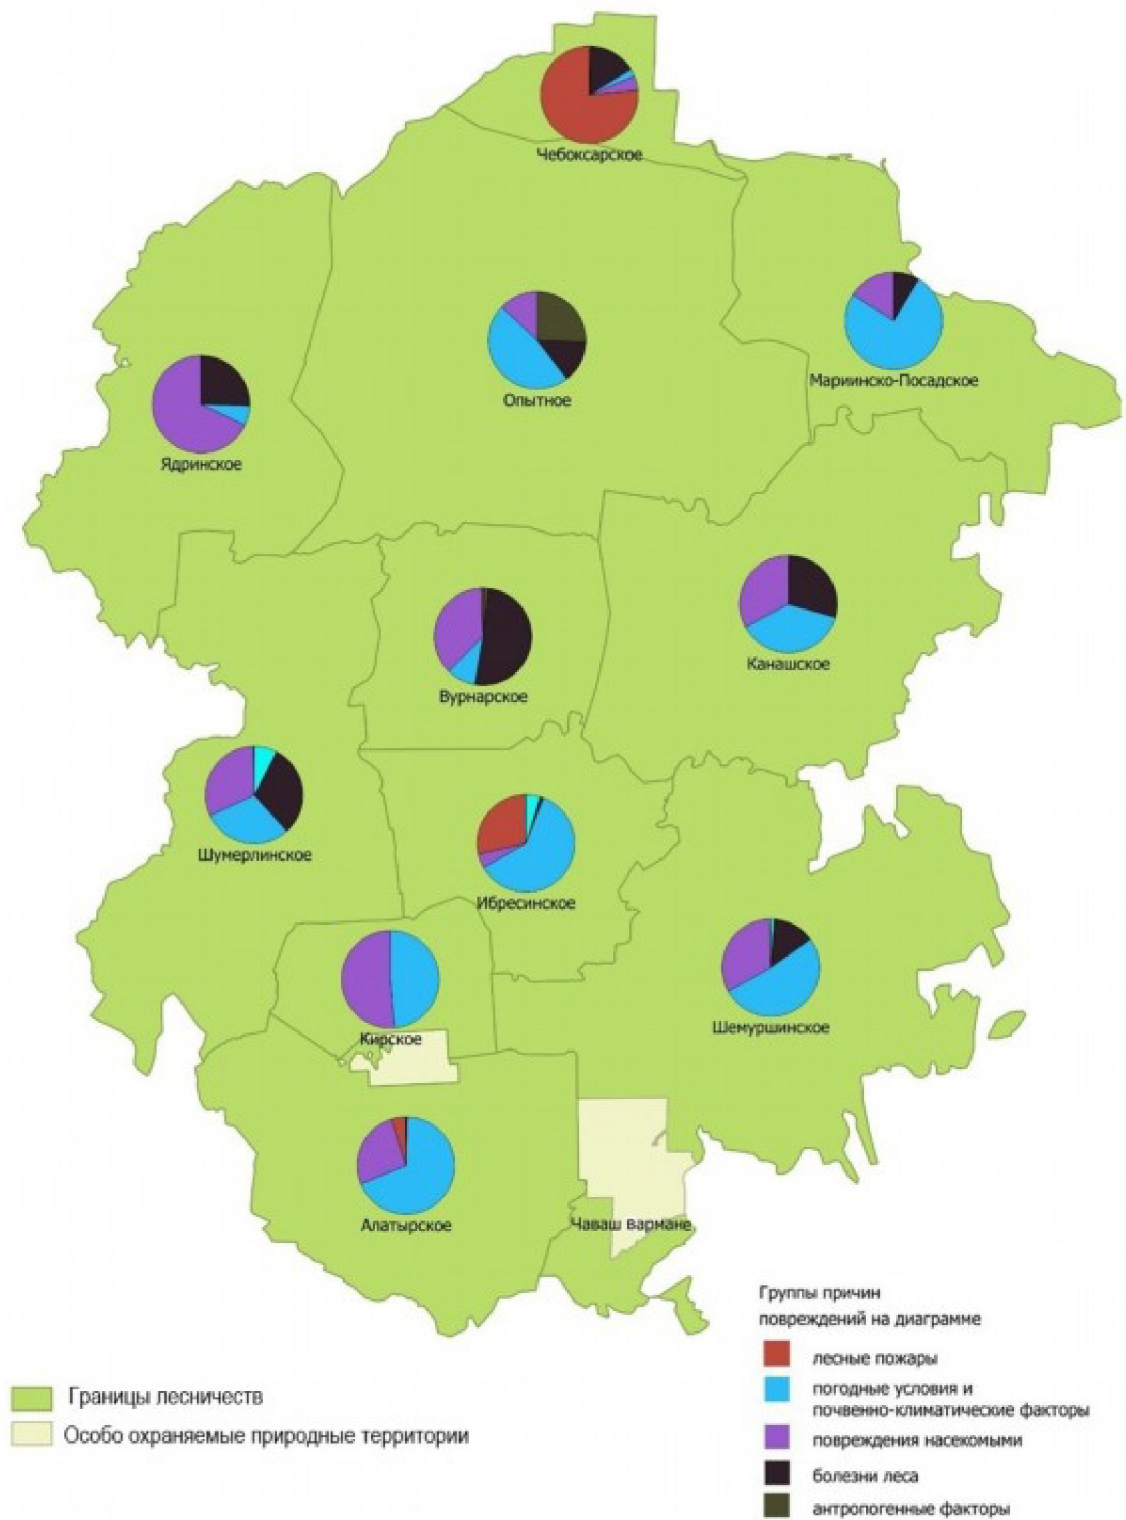 Чебоксарское
Мариинско-Посадское
Опытное
Ядринское
Канашское
Вурнарское
Шумерлинское
Ибресинское
Шемуршинское
Кирское
Алатырское
Чаваш вармане
Группы причин
повреждений на диаграмме
лесные пожары
погодные условия и
почвенно-климатические факторы
повреждения насекомыми
болезни леса
антропогенные факторы
Границы лесничеств
Особо охраняемые природные территории